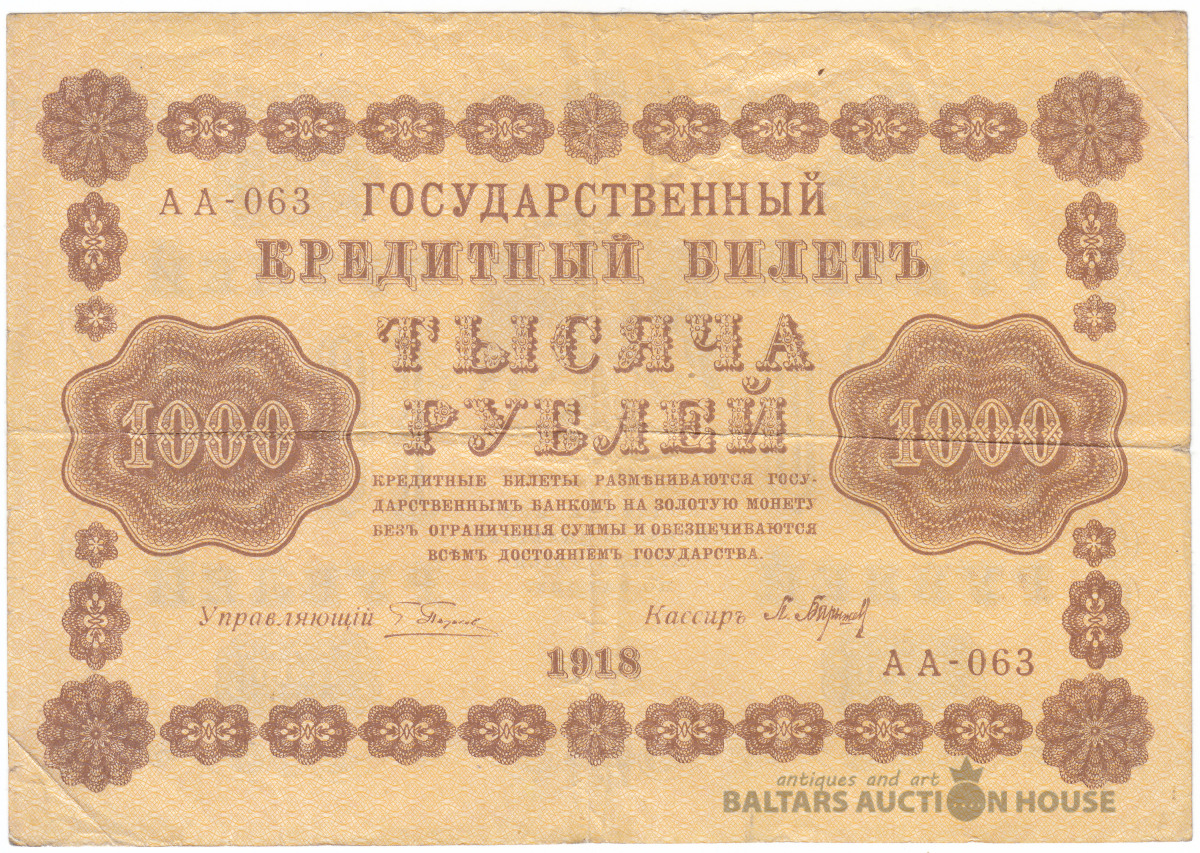 АА-063 ГОСУДАРСТВЕННЫЙ
КРЕДИТНЫЙ БИЛЕТЪ
ТЫСЯЧА
РУБЛЕЙ
1000
1000
КРЕДИТНЫЕ БИЛЕТЫ РАЗМѢНИВАЮТСЯ ГОСУ-
ДАРСТВЕННЫМЪ БАНКОМЪ НА ЗОЛОТУЮ МОНЕТУ
БЕЗЪ ОГРАНИЧЕНІЯ СУММЫ И ОБЕЗПЕЧИВАЮТСЯ
ВСѢМЪ ДОСТОЯНІЕМЪ ГОСУДАРСТВА.
Управляющій
Кассиръ
1918
АА-063
antiques and art
BALTARS AUCTION HOUSE